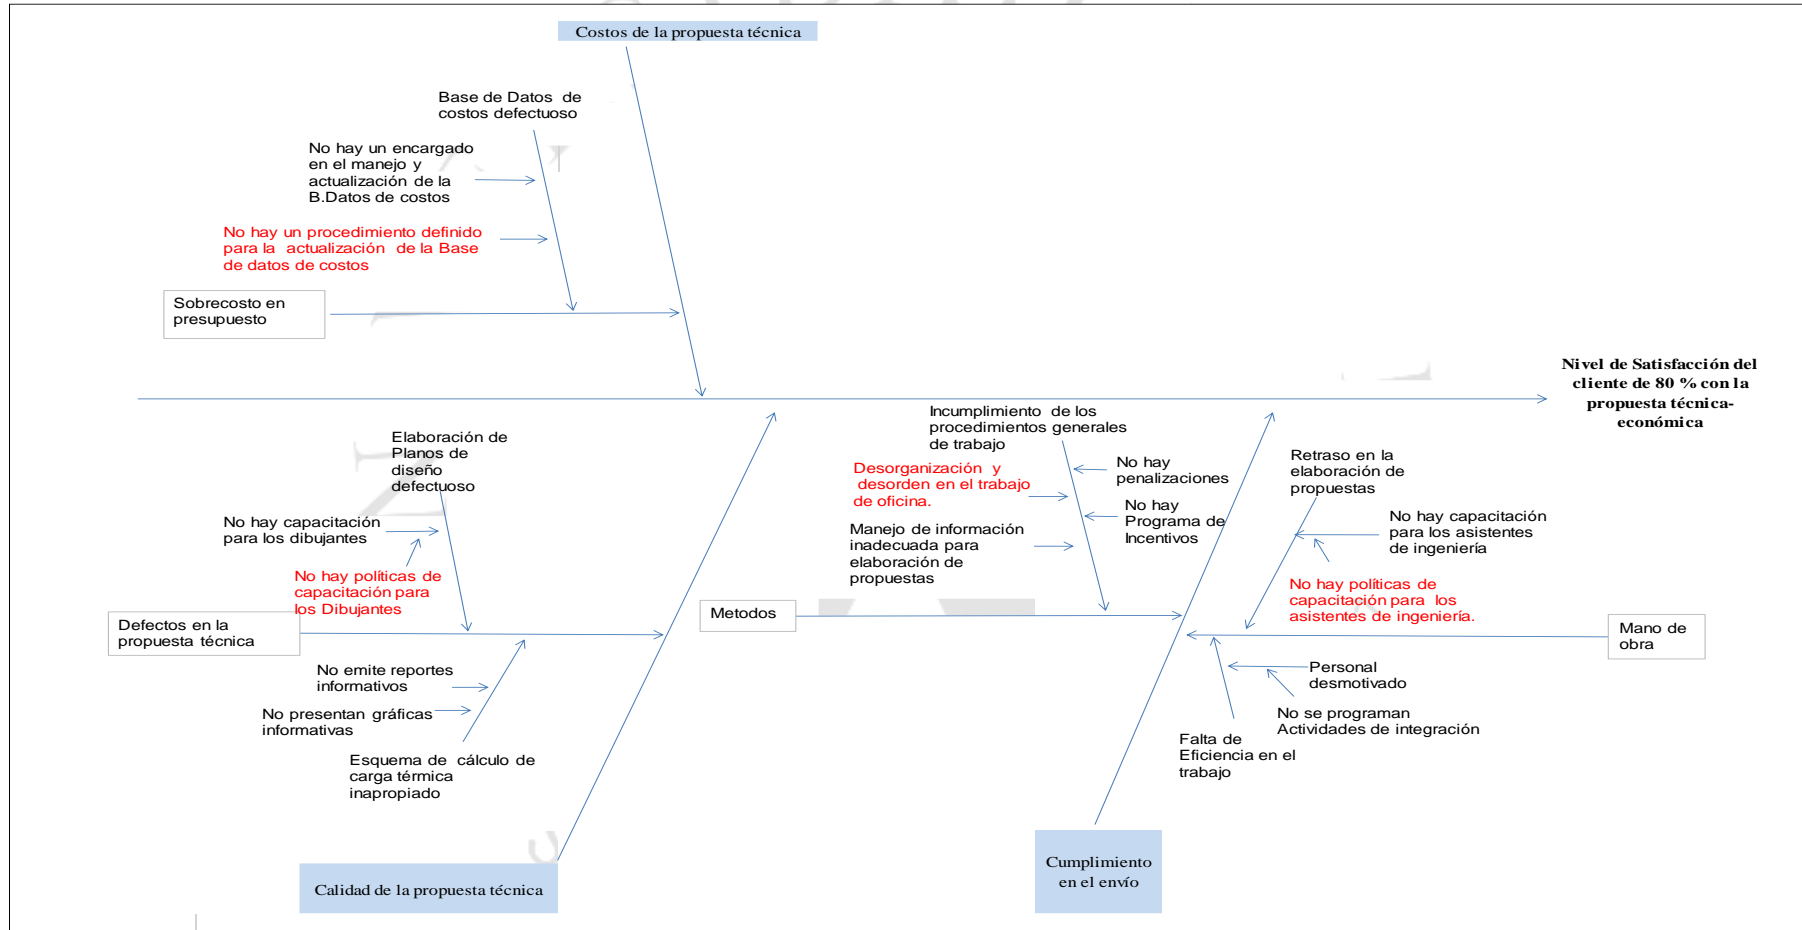 Costos de la propuesta técnica
Base de Datos de
costos defectuoso
No hay un encargado
en el manejo y
actualización de la
B.Datos de costos
No hay un procedimiento definido
para la actualización de la Base
de datos de costos
Sobrecosto en
presupuesto
Nivel de Satisfacción del
cliente de 80 % con la
propuesta técnica-
económica
Elaboración de
Planos de
diseño
defectuoso
No hay capacitación
para los dibujantes
No hay políticas de
capacitación para
los Dibujantes
Defectos en la
propuesta técnica
No emite reportes
informativos
No presentan gráficas
informativas
Esquema de cálculo de
carga térmica
inapropiado
Calidad de la propuesta técnica
Incumplimiento de los
procedimientos generales
de trabajo
Desorganización y
desorden en el trabajo
de oficina.
No hay
penalizaciones
No hay
Programa de
Incentivos
Manejo de información
inadecuada para
elaboración de
propuestas
Metodos
Retraso en la
elaboración de
propuestas
No hay capacitación
para los asistentes
de ingeniería
No hay políticas de
capacitación para los
asistentes de ingeniería.
Mano de
obra
Personal
desmotivado
No se programan
Actividades de integración
Falta de
Eficiencia en el
trabajo
Cumplimiento
en el envío